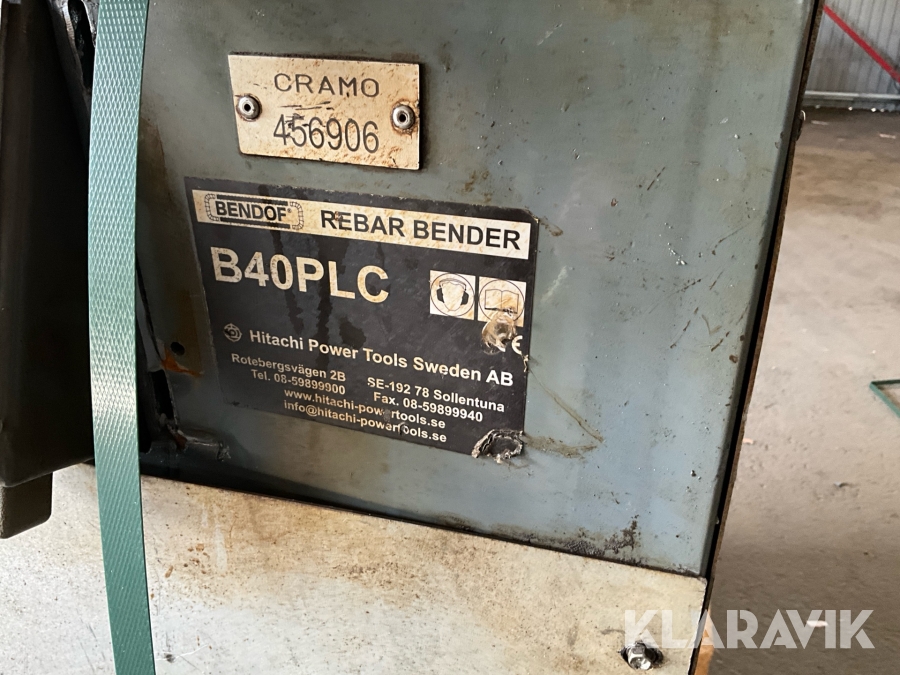 CRAMO
456906
BENDOF® REBAR BENDER
B40PLC
Hitachi Power Tools Sweden AB
Rotebergsvägen 2B SE-192 78 Sollentuna
Tel. 08-59899900 Fax. 08-59899940
www.hitachi-powertools.se
info@hitachi-powertools.se
KLARAVIK